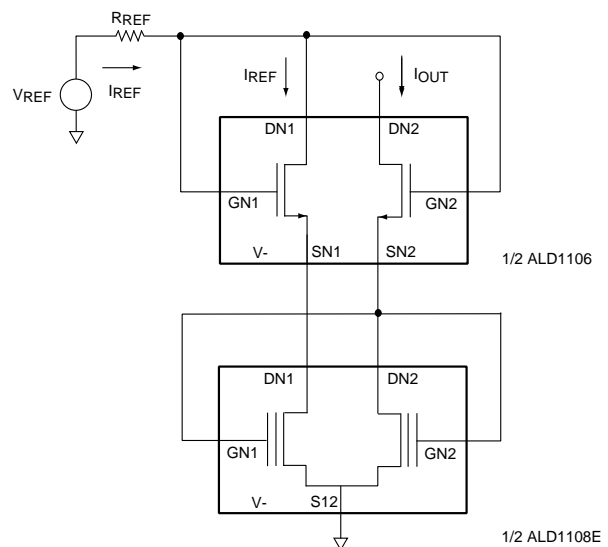 RREF
VREF
IREF
IREF
IOUT
DN1
DN2
GN1
GN2
V-
SN1
SN2
1/2 ALD1106
DN1
DN2
GN1
GN2
V-
S12
1/2 ALD1108E